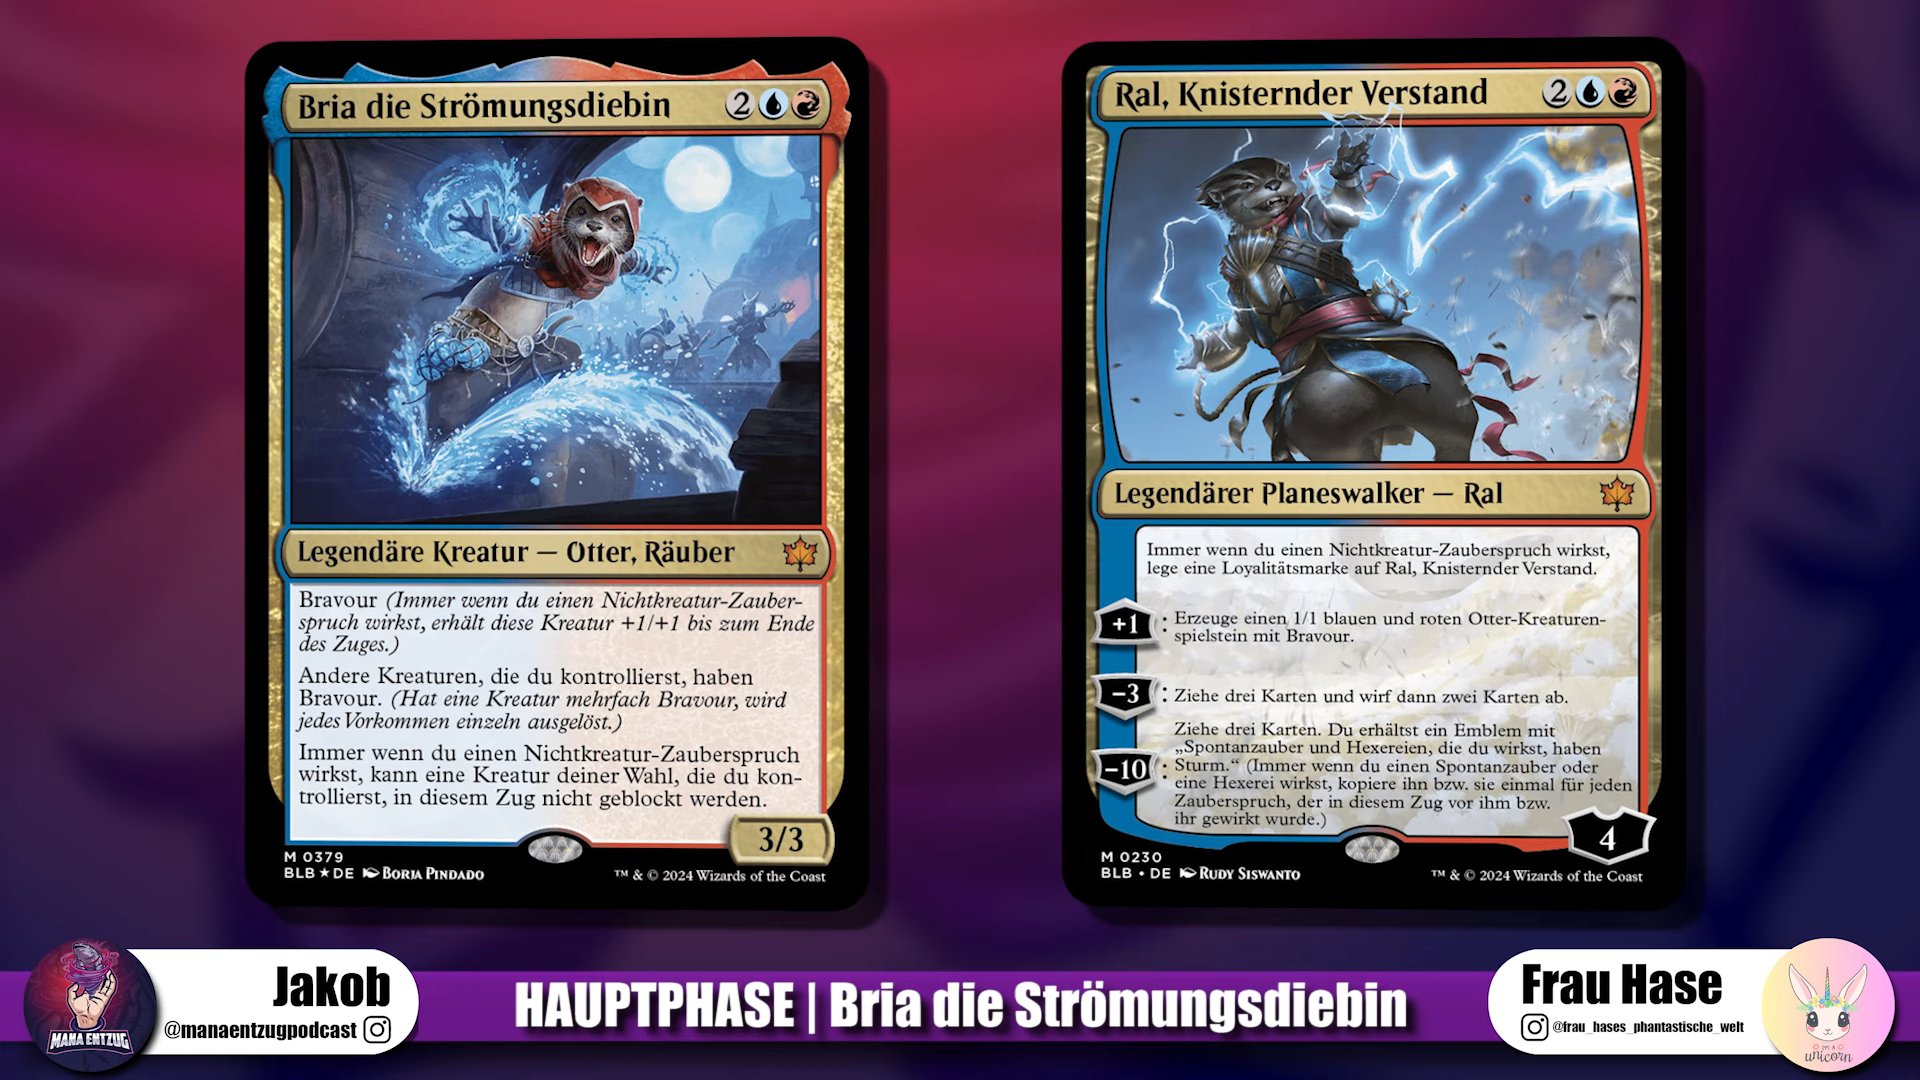 Bria die Strömungsdiebin 2
Legendäre Kreatur — Otter, Räuber
Bravour (Immer wenn du einen Nichtkreatur-Zauber-
spruch wirkst, erhält diese Kreatur +1/+1 bis zum Ende
des Zuges.)
Andere Kreaturen, die du kontrollierst, haben
Bravour. (Hat eine Kreatur mehrfach Bravour, wird
jedes Vorkommen einzeln ausgelöst.)
Immer wenn du einen Nichtkreatur-Zauberspruch
wirkst, kann eine Kreatur deiner Wahl, die du kon-
trollierst, in diesem Zug nicht geblockt werden.
3/3
M 0379
BLB ★ DE Borja Pindado
™ & © 2024 Wizards of the Coast
Ral, Knisternder Verstand 2
Legendärer Planeswalker — Ral
Immer wenn du einen Nichtkreatur-Zauberspruch wirkst,
lege eine Loyalitätsmarke auf Ral, Knisternder Verstand.
+1 : Erzeuge einen 1/1 blauen und roten Otter-Kreaturen-
spielstein mit Bravour.
−3 : Ziehe drei Karten und wirf dann zwei Karten ab.
Ziehe drei Karten. Du erhältst ein Emblem mit
„Spontanzauber und Hexereien, die du wirkst, haben
−10 : Sturm.“ (Immer wenn du einen Spontanzauber oder
eine Hexerei wirkst, kopiere ihn bzw. sie einmal für jeden
Zauberspruch, der in diesem Zug vor ihm bzw.
ihr gewirkt wurde.)
4
M 0230
BLB • DE Rudy Siswanto
™ & © 2024 Wizards of the Coast
MANA ENTZUG
Jakob
@manaentzugpodcast
HAUPTPHASE | Bria die Strömungsdiebin
Frau Hase
@frau_hases_phantastische_welt
I'm a
unicorn